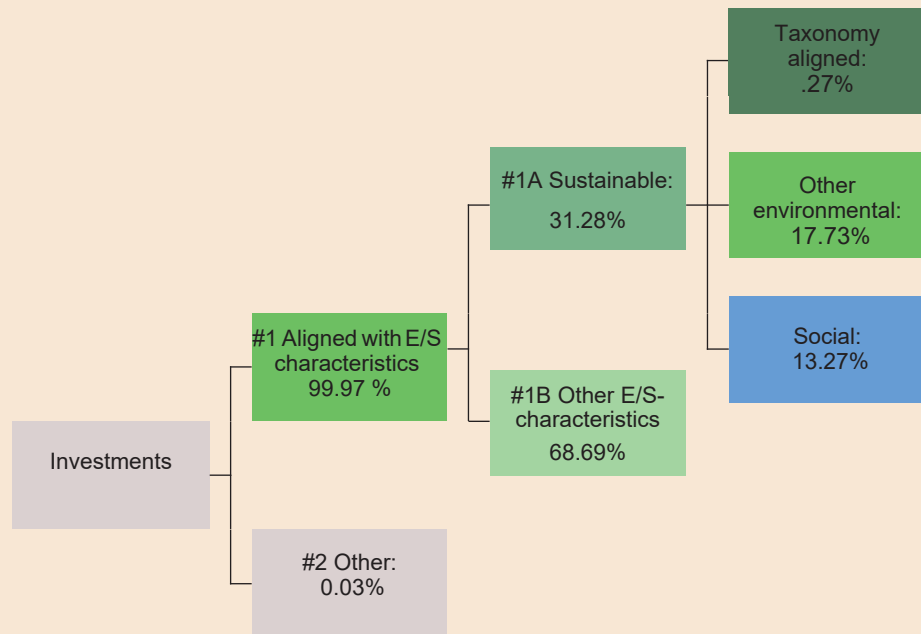 Taxonomy
aligned:
.27%
#1A Sustainable:
31.28%
Other
environmental:
17.73%
#1 Aligned with E/S
characteristics
99.97 %
Social:
13.27%
#1B Other E/S-
characteristics
68.69%
Investments
#2 Other:
0.03%